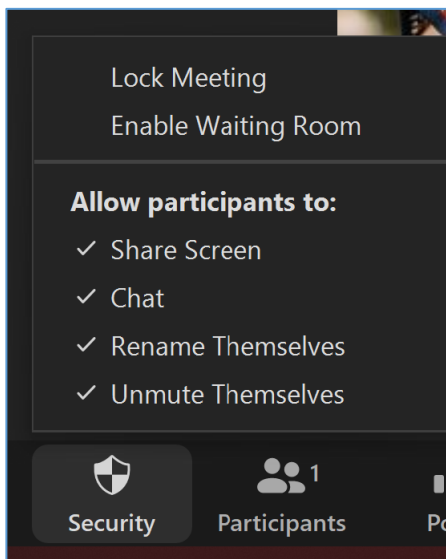 Lock Meeting
Enable Waiting Room
Allow participants to:
Share Screen
Chat
Rename Themselves
Unmute Themselves
1
Security
Participants